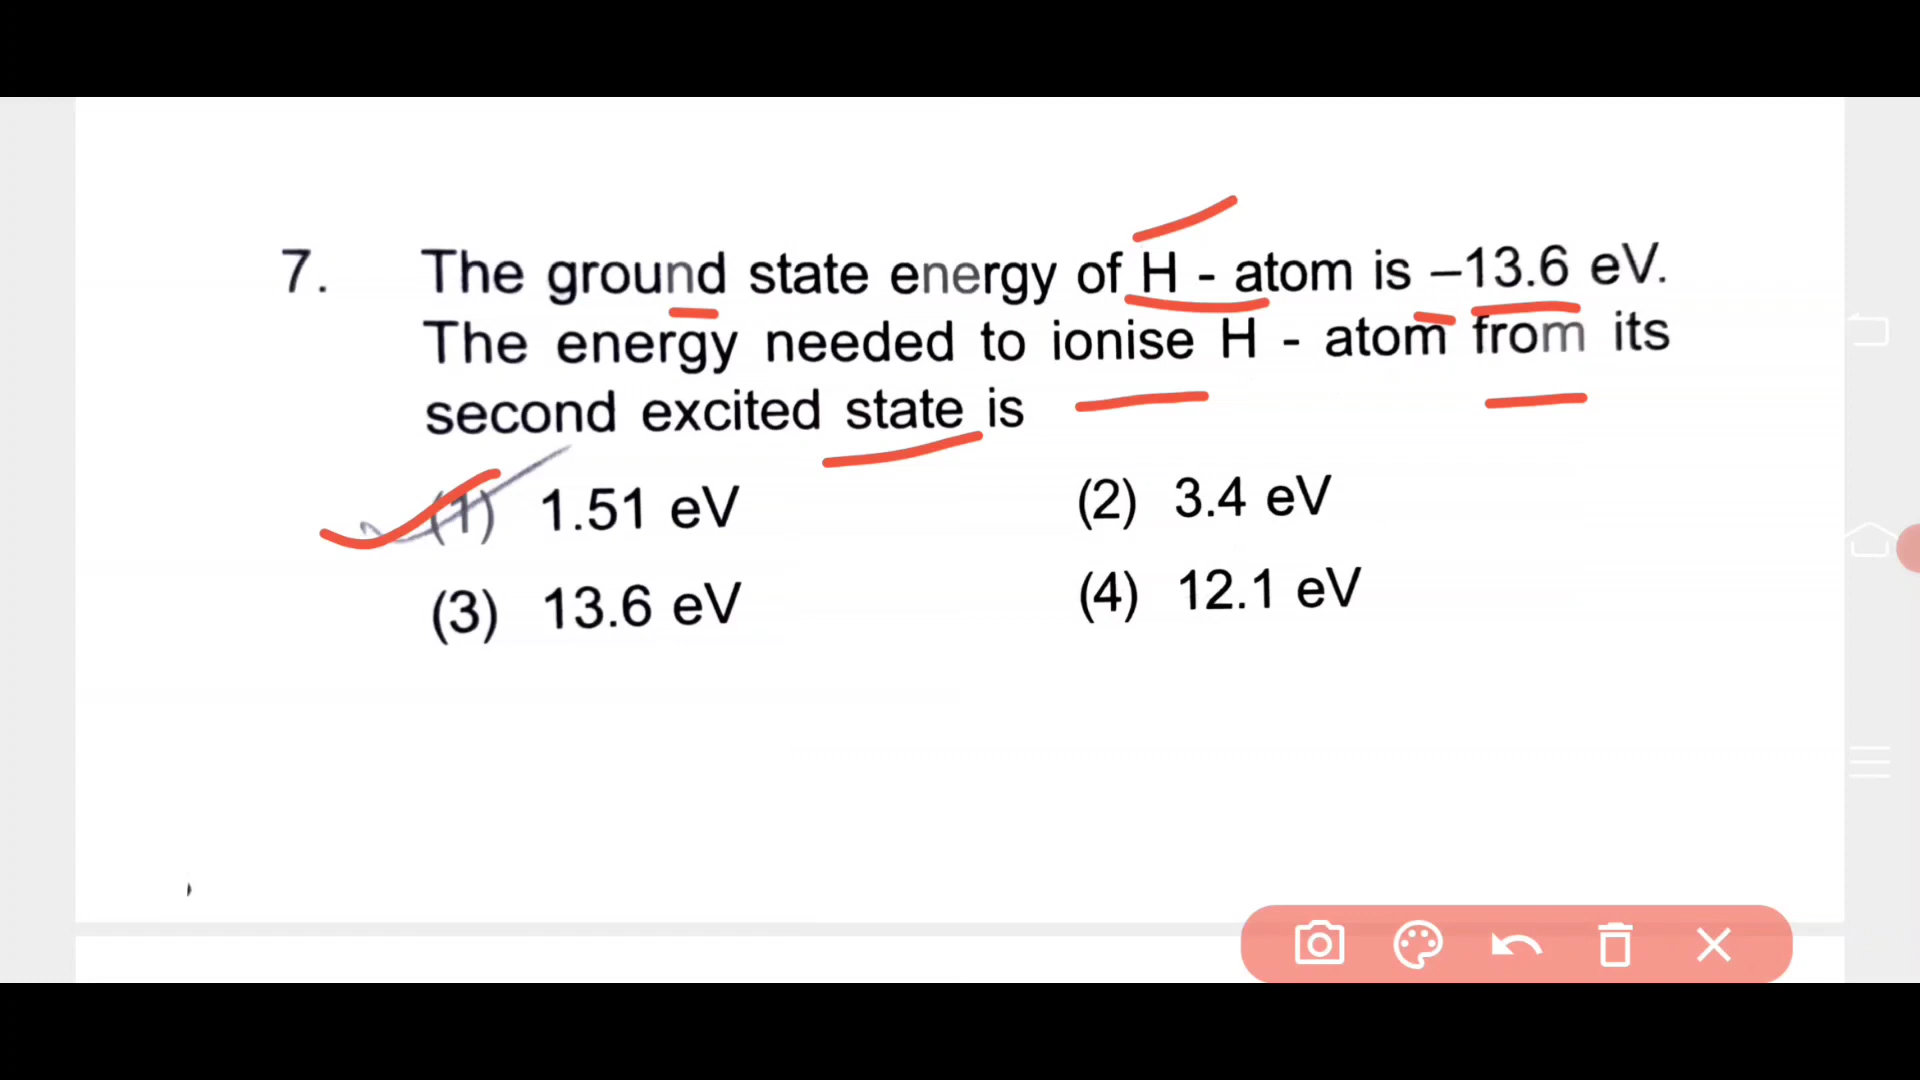 7. The ground state energy of H - atom is –13.6 eV.
The energy needed to ionise H - atom from its
second excited state is
(1) 1.51 eV (2) 3.4 eV
(3) 13.6 eV (4) 12.1 eV